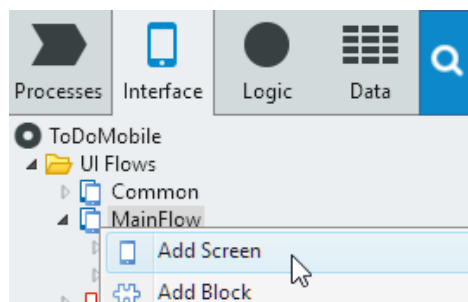 Processes Interface Logic Data
ToDoMobile
UI Flows
Common
MainFlow
Add Screen
Add Block